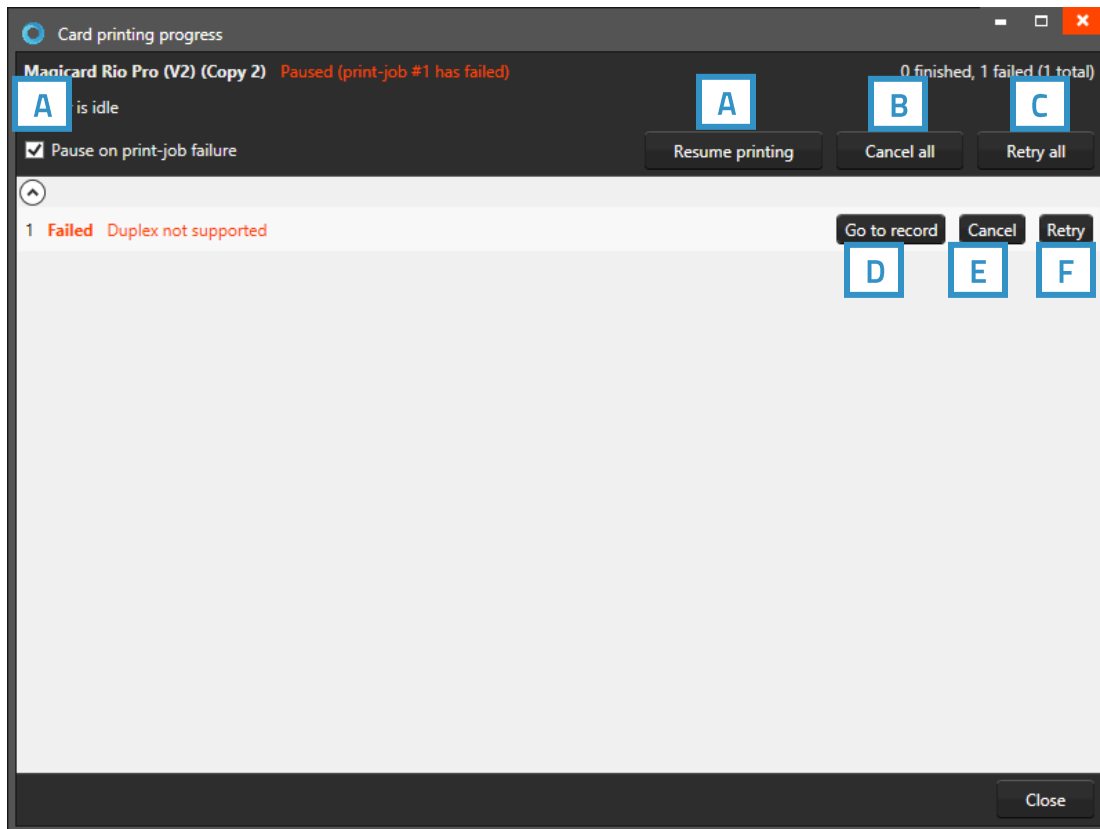 Card printing progress
Magicard Rio Pro (V2) (Copy 2) Paused (print-job #1 has failed) 0 finished, 1 failed (1 total)
A is idle A B C
Pause on print-job failure Resume printing Cancel all Retry all
1 Failed Duplex not supported Go to record Cancel Retry
D E F
Close